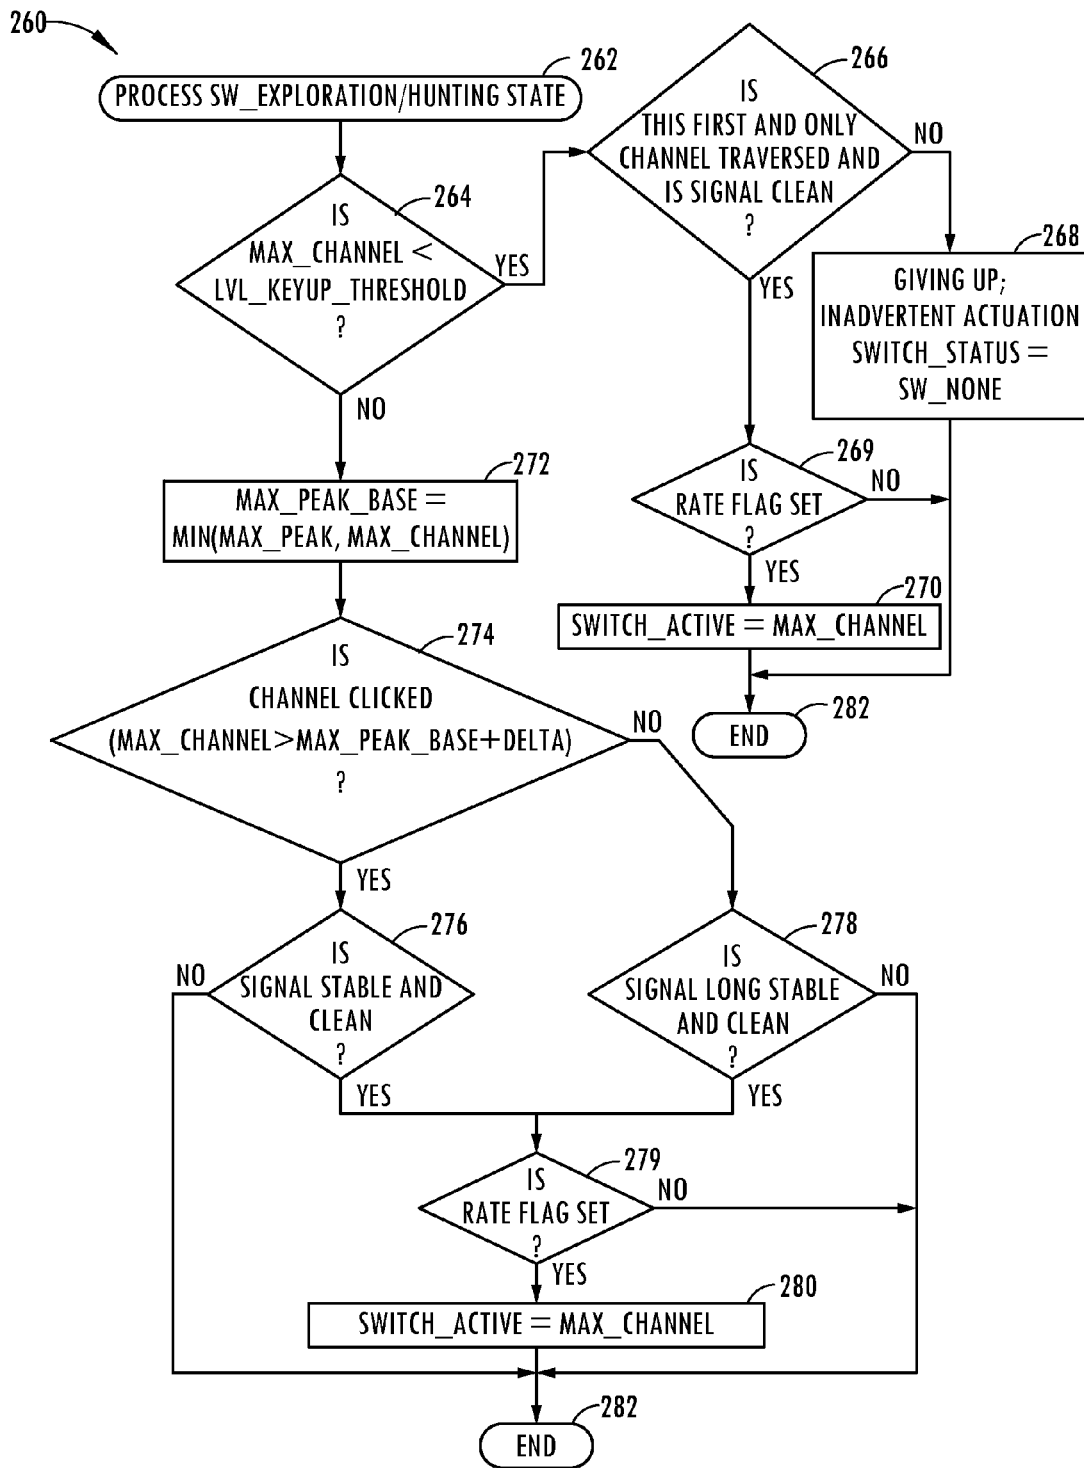 260
262
PROCESS SW_EXPLORATION/HUNTING STATE
264
IS
MAX_CHANNEL <
LVL_KEYUP_THRESHOLD
?
YES
NO
266
IS
THIS FIRST AND ONLY
CHANNEL TRAVERSED AND
IS SIGNAL CLEAN
?
NO
YES
268
GIVING UP;
INADVERTENT ACTUATION
SWITCH_STATUS =
SW_NONE
269
IS
RATE FLAG SET
?
NO
YES
270
SWITCH_ACTIVE = MAX_CHANNEL
282
END
272
MAX_PEAK_BASE =
MIN(MAX_PEAK, MAX_CHANNEL)
274
IS
CHANNEL CLICKED
(MAX_CHANNEL>MAX_PEAK_BASE+DELTA)
?
NO
YES
276
IS
SIGNAL STABLE AND
CLEAN
?
NO
YES
278
IS
SIGNAL LONG STABLE
AND CLEAN
?
NO
YES
279
IS
RATE FLAG SET
?
NO
YES
280
SWITCH_ACTIVE = MAX_CHANNEL
282
END